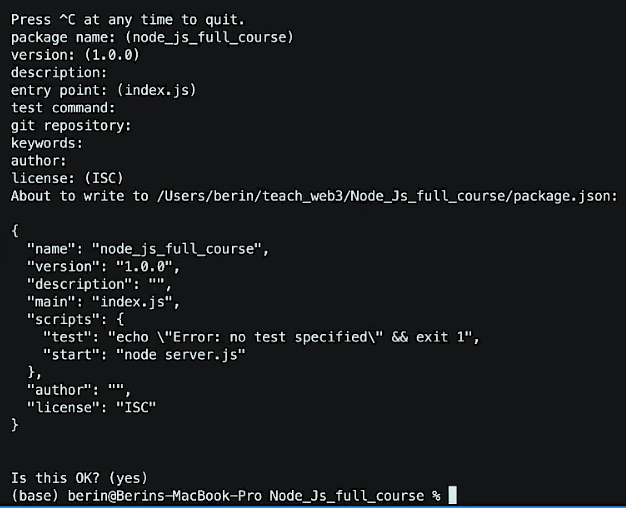 Press ^C at any time to quit.
package name: (node_js_full_course)
version: (1.0.0)
description:
entry point: (index.js)
test command:
git repository:
keywords:
author:
license: (ISC)
About to write to /Users/berin/teach_web3/Node_Js_full_course/package.json:
{
  "name": "node_js_full_course",
  "version": "1.0.0",
  "description": "",
  "main": "index.js",
  "scripts": {
    "test": "echo \"Error: no test specified\" && exit 1",
    "start": "node server.js"
  },
  "author": "",
  "license": "ISC"
}
Is this OK? (yes)
(base) berin@Berins-MacBook-Pro Node_Js_full_course %